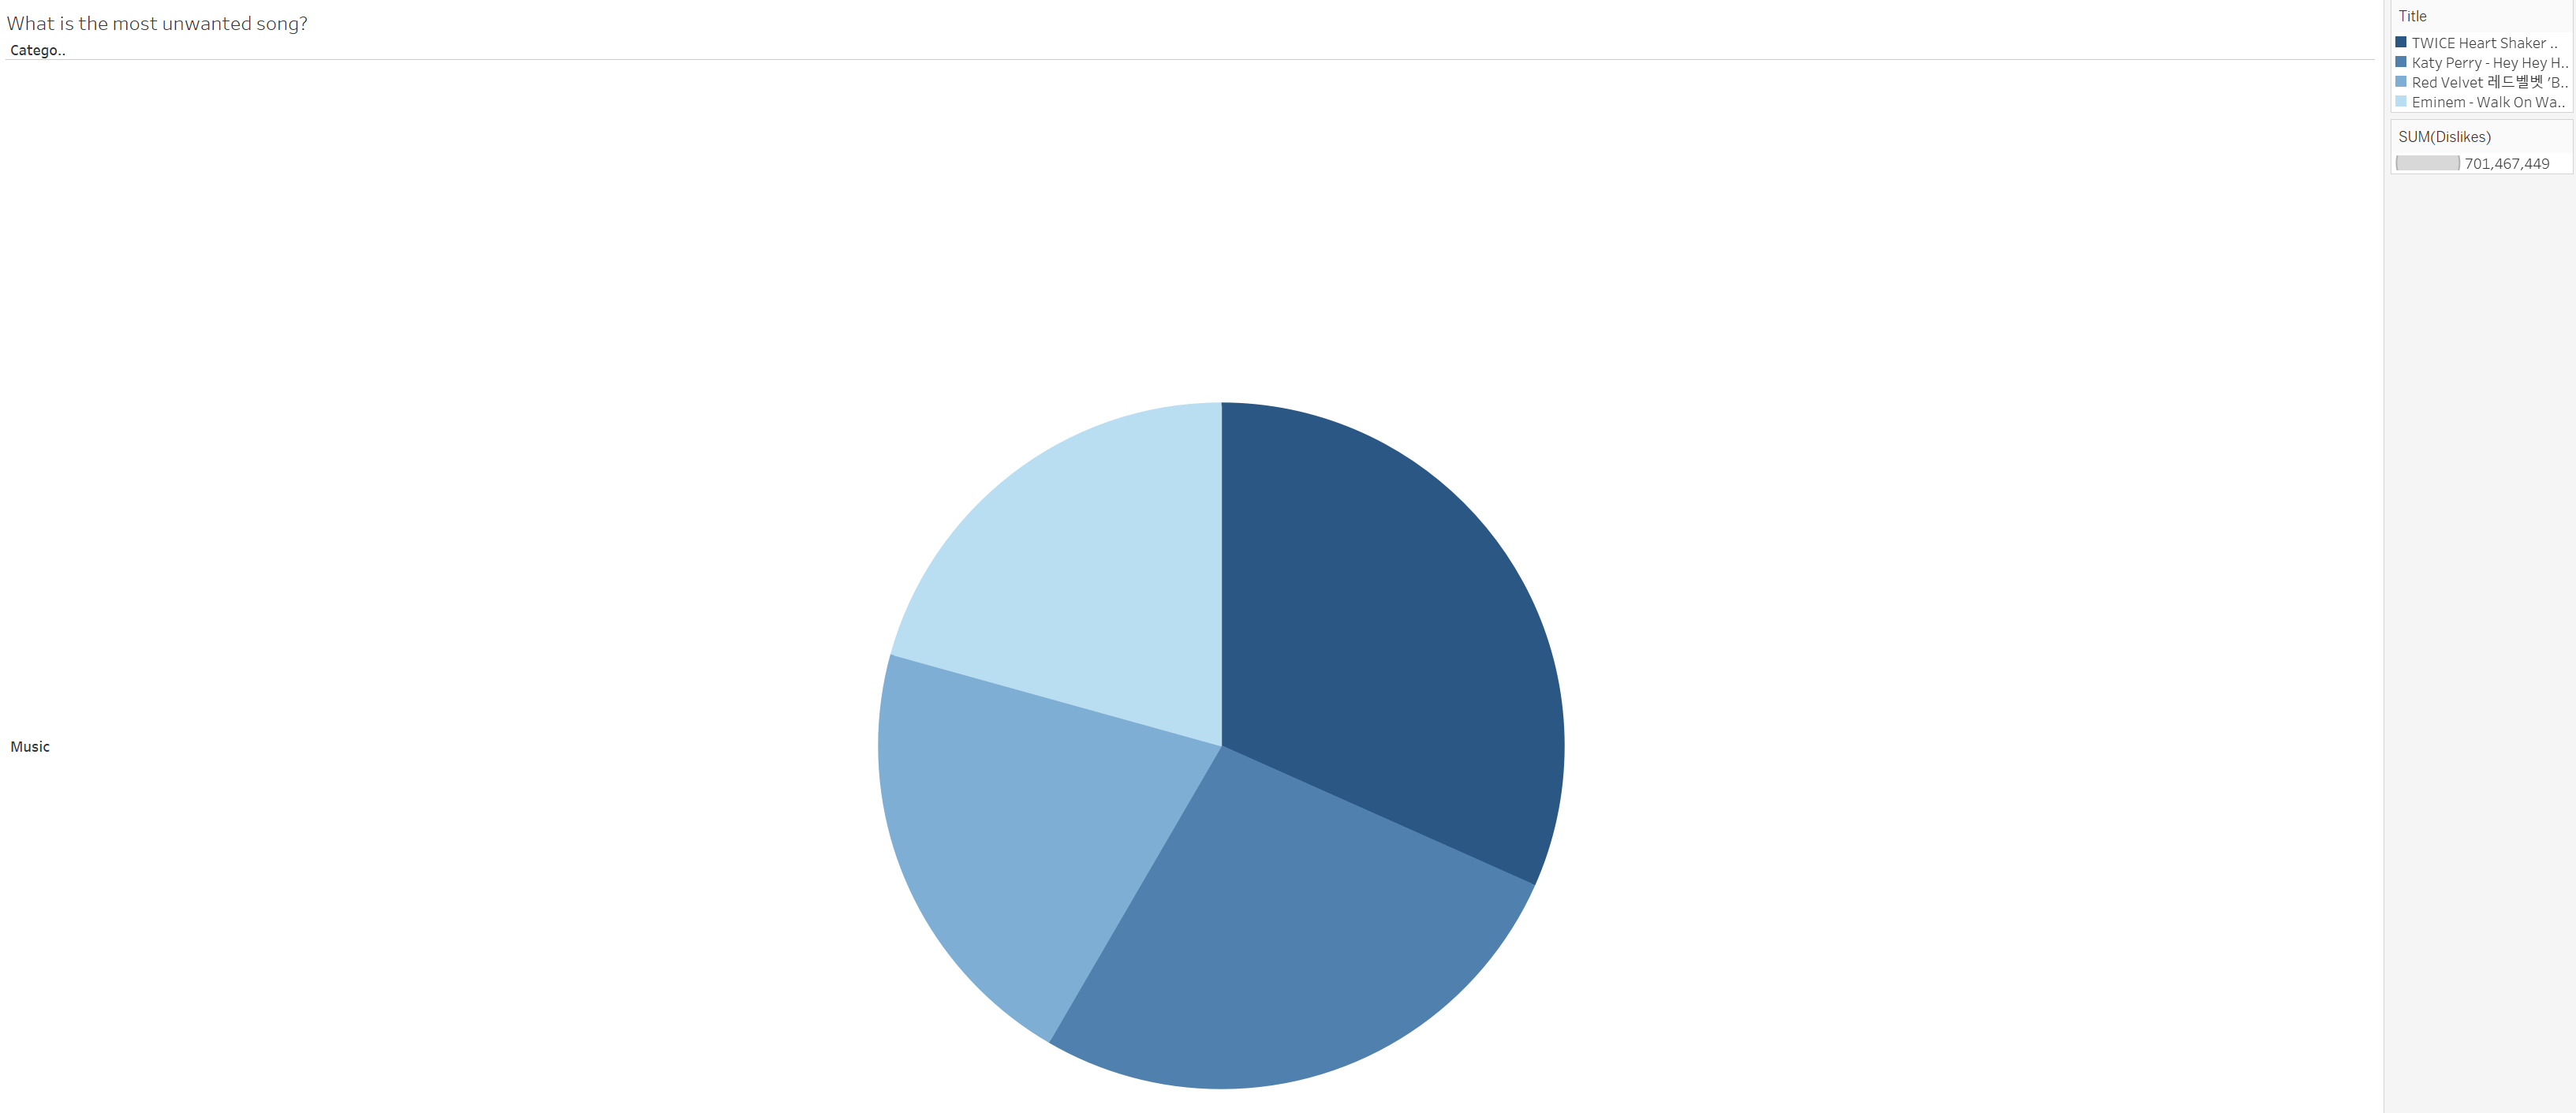 What is the most unwanted song?
Catego..
Music
Title
TWICE Heart Shaker ..
Katy Perry - Hey Hey H..
Red Velvet 레드벨벳 'B..
Eminem - Walk On Wa..
SUM(Dislikes)
701,467,449